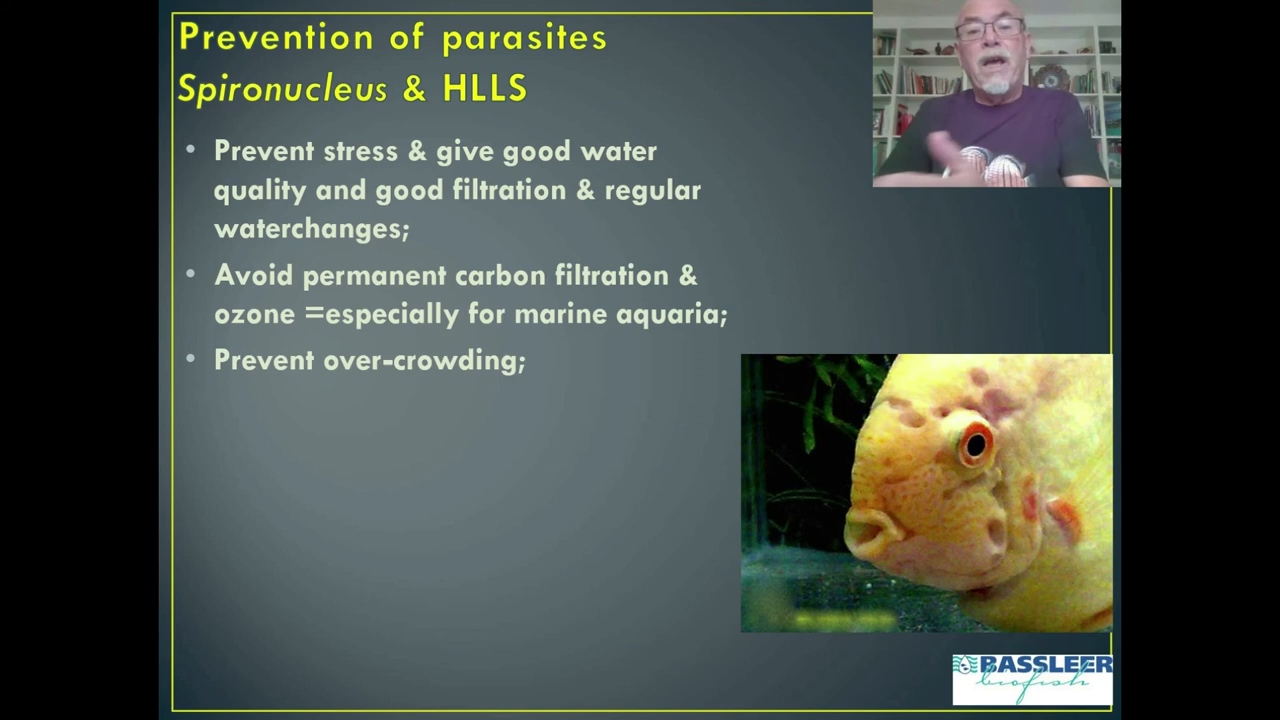 Prevention of parasites
Spironucleus & HLLS
• Prevent stress & give good water
quality and good filtration & regular
waterchanges;
• Avoid permanent carbon filtration &
ozone =especially for marine aquaria;
• Prevent over-crowding;
BASSLEER
biofish